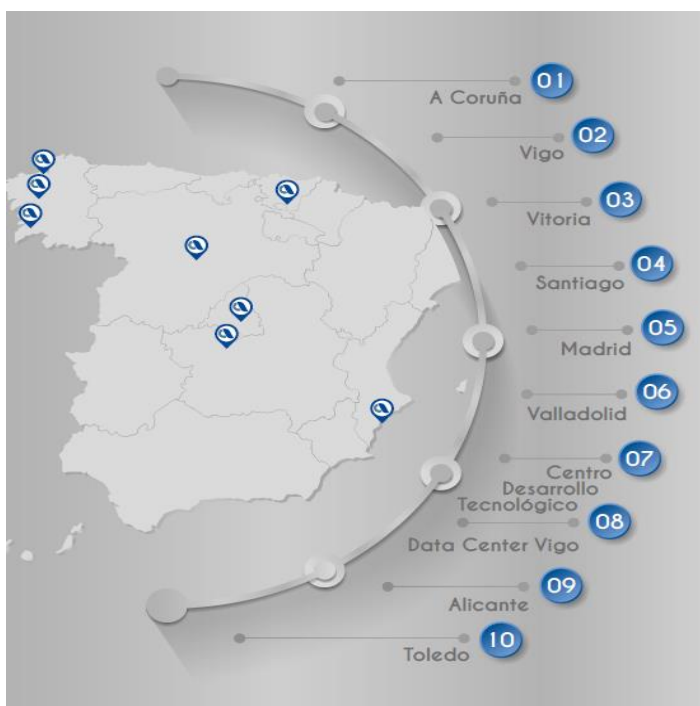 01
A Coruña
02
Vigo
03
Vitoria
04
Santiago
05
Madrid
06
Valladolid
07
Centro
Desarrollo
Tecnológico
08
Data Center Vigo
09
Alicante
10
Toledo